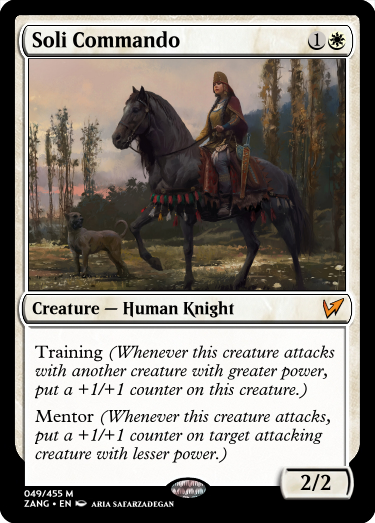 Soli Commando 1
Creature — Human Knight
Training (Whenever this creature attacks
with another creature with greater power,
put a +1/+1 counter on this creature.)
Mentor (Whenever this creature attacks,
put a +1/+1 counter on target attacking
creature with lesser power.)
2/2
049/455 M
ZANG • EN ARIA SAFARZADEGAN